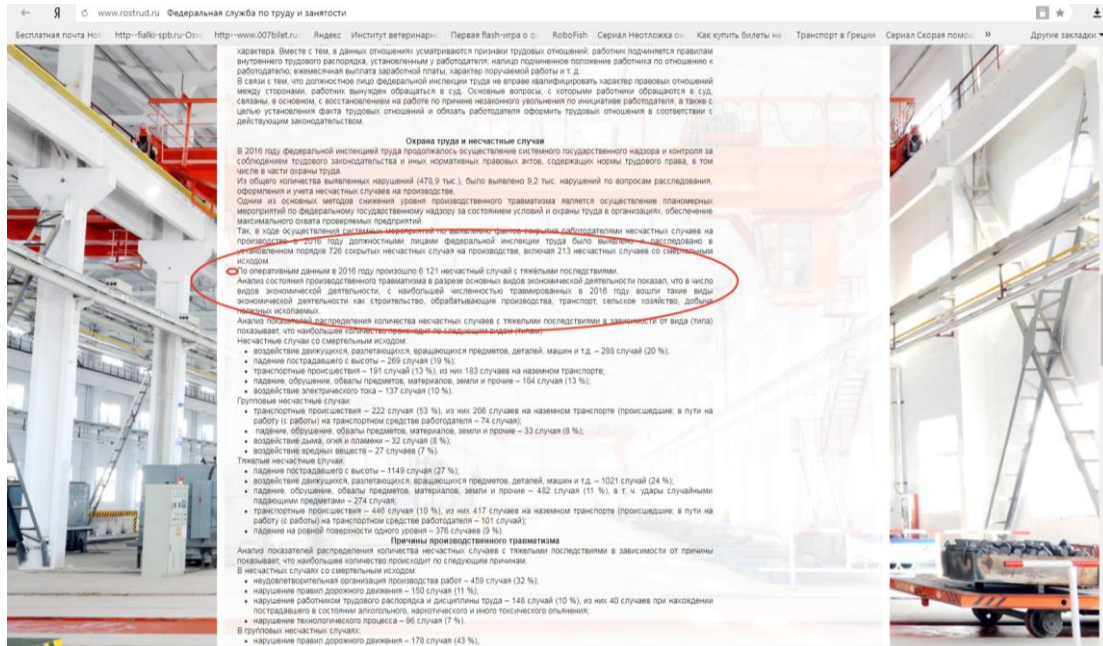 www.rostrud.ru Федеральная служба по труду и занятости
Бесплатная почта Hot http--fialki-spb.ru-Osw http--www.007bilet.ru- Яндекс Институт ветеринарн Первая flash-игра о ф RoboFish Сериал Неотложка он Как купить билеты на Транспорт в Греции Сериал Скорая помощ » Другие закладки
характера. Вместе с тем, в данных отношениях усматриваются признаки трудовых отношений: работник подчиняется правилам
внутреннего трудового распорядка, установленным у работодателя; налицо подчиненное положение работника по отношению к
работодателю; ежемесячная выплата заработной платы, характер поручаемой работы и т. д.
В связи с тем, что должностное лицо федеральной инспекции труда не вправе квалифицировать характер правовых отношений
между сторонами, работник вынужден обращаться в суд. Основные вопросы, с которыми работники обращаются в суд,
связаны, в основном, с восстановлением на работе по причине незаконного увольнения по инициативе работодателя, а также с
целью установления факта трудовых отношений и обязать работодателя оформить трудовых отношения в соответствии с
действующим законодательством.
Охрана труда и несчастные случаи
В 2016 году федеральной инспекцией труда продолжалось осуществление системного государственного надзора и контроля за
соблюдением трудового законодательства и иных нормативных правовых актов, содержащих нормы трудового права, в том
числе в части охраны труда.
Из общего количества выявленных нарушений (478,9 тыс.), было выявлено 9,2 тыс. нарушений по вопросам расследования,
оформления и учета несчастных случаев на производстве.
Одним из основных методов снижения уровня производственного травматизма является осуществление планомерных
мероприятий по федеральному государственному надзору за состоянием условий и охраны труда в организациях, обеспечение
максимального охвата проверяемых предприятий.
Так, в ходе осуществления системных мероприятий по выявлению фактов сокрытия работодателями несчастных случаев на
производстве в 2016 году должностными лицами федеральной инспекции труда было выявлено и расследовано в
установленном порядке 726 сокрытых несчастных случая на производстве, включая 213 несчастных случаев со смертельным
исходом.
По оперативным данным в 2016 году произошло 6 121 несчастный случай с тяжёлыми последствиями.
Анализ состояния производственного травматизма в разрезе основных видов экономической деятельности показал, что в число
видов экономической деятельности, с наибольшей численностью травмированных в 2016 году вошли такие виды
экономической деятельности как строительство, обрабатывающие производства, транспорт, сельское хозяйство, добыча
полезных ископаемых.
Анализ показателей распределения количества несчастных случаев с тяжелыми последствиями в зависимости от вида (типа)
показывает, что наибольшее количество происходит по следующим видам (типам):
Несчастные случаи со смертельным исходом:
• воздействие движущихся, разлетающихся, вращающихся предметов, деталей, машин и т.д. – 288 случай (20 %);
• падение пострадавшего с высоты – 269 случая (19 %);
• транспортные происшествия – 191 случай (13 %), из них 183 случаев на наземном транспорте;
• падение, обрушение, обвалы предметов, материалов, земли и прочие – 184 случая (13 %);
• воздействие электрического тока – 137 случая (10 %).
Групповые несчастные случаи:
• транспортные происшествия – 222 случая (53 %), из них 206 случаев на наземном транспорте (происшедшие, в пути на
работу (с работы) на транспортном средстве работодателя – 74 случая);
• падение, обрушение, обвалы предметов, материалов, земли и прочие – 33 случая (8 %);
• воздействие дыма, огня и пламени – 32 случая (8 %);
• воздействие вредных веществ – 27 случаев (7 %).
Тяжелые несчастные случаи:
• падение пострадавшего с высоты – 1149 случая (27 %);
• воздействие движущихся, разлетающихся, вращающихся предметов, деталей, машин и т.д. – 1021 случай (24 %);
• падение, обрушение, обвалы предметов, материалов, земли и прочие – 482 случая (11 %), в т. ч. удары случайными
падающими предметами – 274 случая;
• транспортные происшествия – 446 случая (10 %), из них 417 случаев на наземном транспорте (происшедшие, в пути на
работу (с работы) на транспортном средстве работодателя – 101 случай);
• падение на ровной поверхности одного уровня – 376 случаев (9 %)
Причины производственного травматизма
Анализ показателей распределения количества несчастных случаев с тяжелыми последствиями в зависимости от причины
показывает, что наибольшее количество происходит по следующим причинам.
В несчастных случаях со смертельным исходом:
• неудовлетворительная организация производства работ – 459 случая (32 %);
• нарушение правил дорожного движения – 150 случая (11 %);
• нарушение работником трудового распорядка и дисциплины труда – 148 случай (10 %), из них 40 случаев при нахождении
пострадавшего в состоянии алкогольного, наркотического и иного токсического опьянения;
• нарушение технологического процесса – 96 случая (7 %).
В групповых несчастных случаях:
• нарушение правил дорожного движения – 178 случая (43 %),